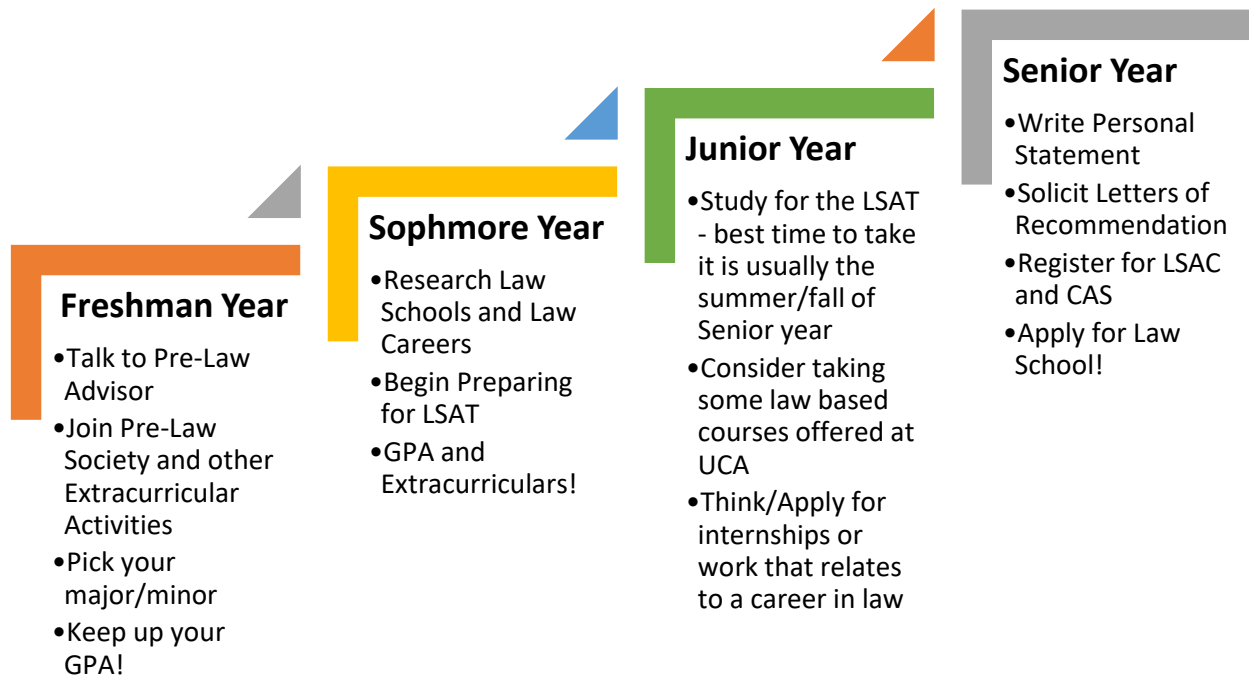 Freshman Year
•Talk to Pre-Law
Advisor
•Join Pre-Law
Society and other
Extracurricular
Activities
•Pick your
major/minor
•Keep up your
GPA!
Sophmore Year
•Research Law
Schools and Law
Careers
•Begin Preparing
for LSAT
•GPA and
Extracurriculars!
Junior Year
•Study for the LSAT
- best time to take
it is usually the
summer/fall of
Senior year
•Consider taking
some law based
courses offered at
UCA
•Think/Apply for
internships or
work that relates
to a career in law
Senior Year
•Write Personal
Statement
•Solicit Letters of
Recommendation
•Register for LSAC
and CAS
•Apply for Law
School!